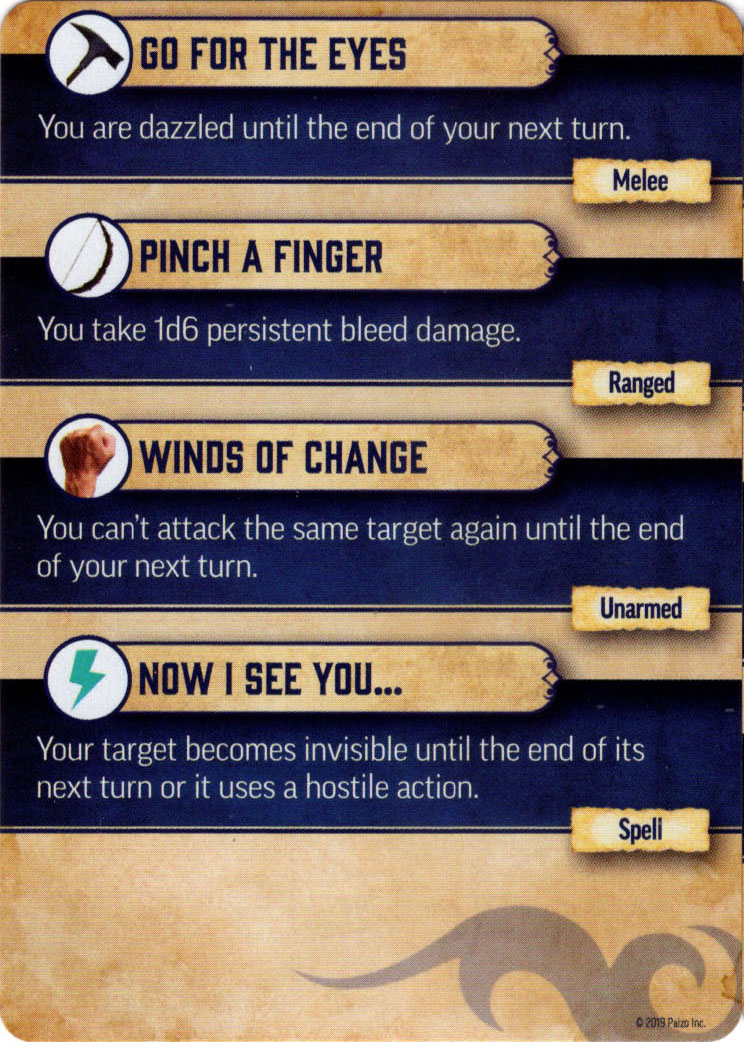 GO FOR THE EYES
You are dazzled until the end of your next turn.
Melee
PINCH A FINGER
You take 1d6 persistent bleed damage.
Ranged
WINDS OF CHANGE
You can't attack the same target again until the end
of your next turn.
Unarmed
NOW I SEE YOU...
Your target becomes invisible until the end of its
next turn or it uses a hostile action.
Spell
© 2019 Paizo Inc.